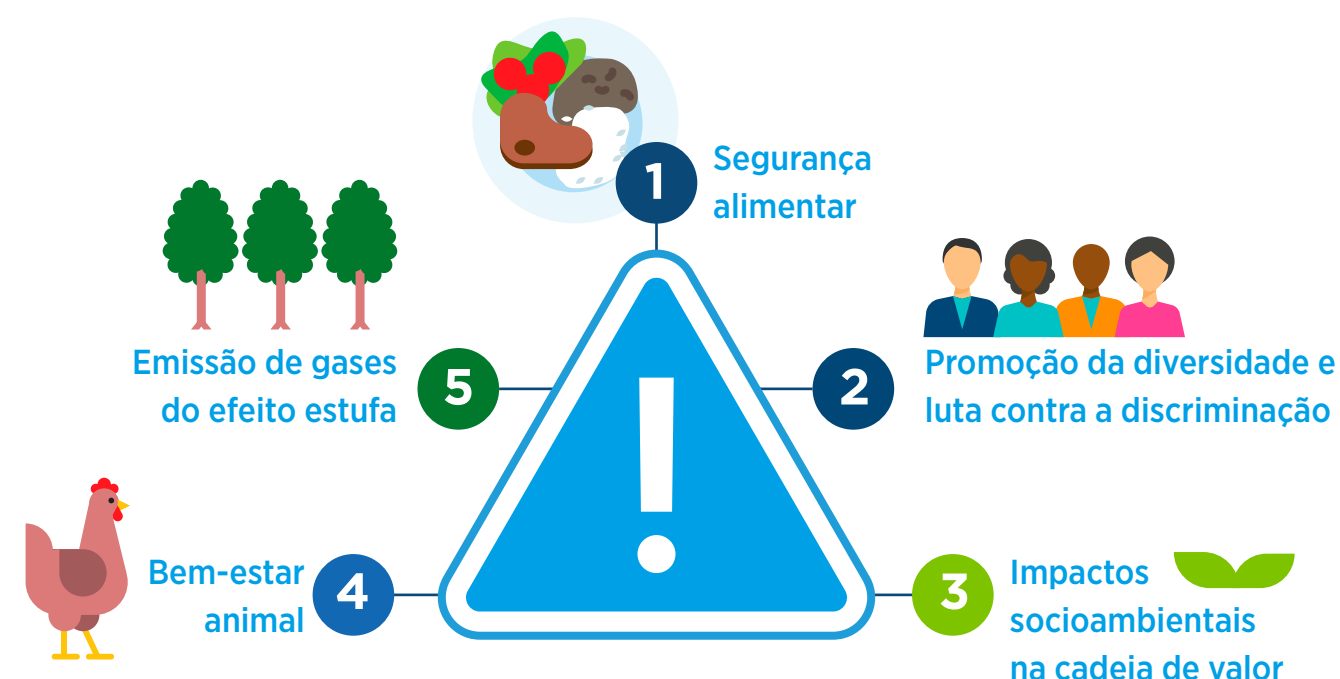 1
Segurança
alimentar
2
Promoção da diversidade e
luta contra a discriminação
3
Impactos
socioambientais
na cadeia de valor
4
Bem-estar
animal
5
Emissão de gases
do efeito estufa
!